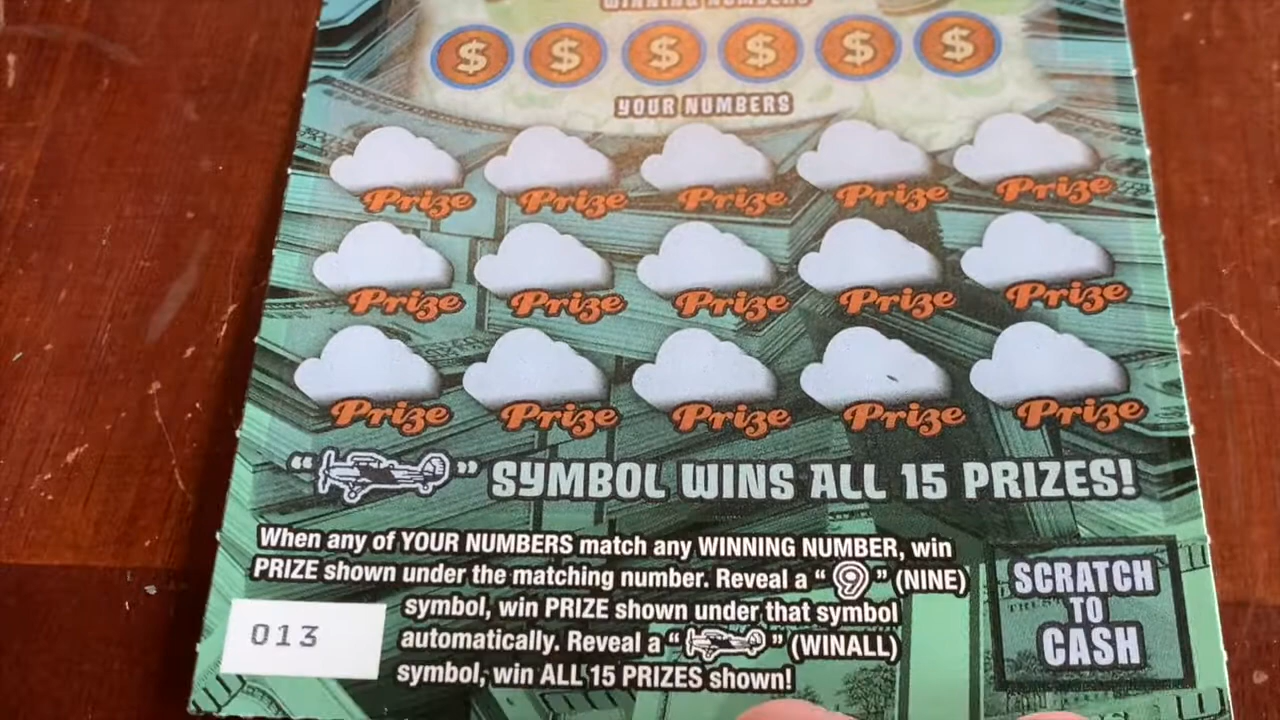 WINNING NUMBERS
$ $ $ $ $ $
YOUR NUMBERS
Prize Prize Prize Prize Prize
Prize Prize Prize Prize Prize
Prize Prize Prize Prize Prize
" " SYMBOL WINS ALL 15 PRIZES!
When any of YOUR NUMBERS match any WINNING NUMBER, win
PRIZE shown under the matching number. Reveal a " 9 " (NINE)
symbol, win PRIZE shown under that symbol
automatically. Reveal a " " (WINALL)
symbol, win ALL 15 PRIZES shown!
013
SCRATCH
TO
CASH